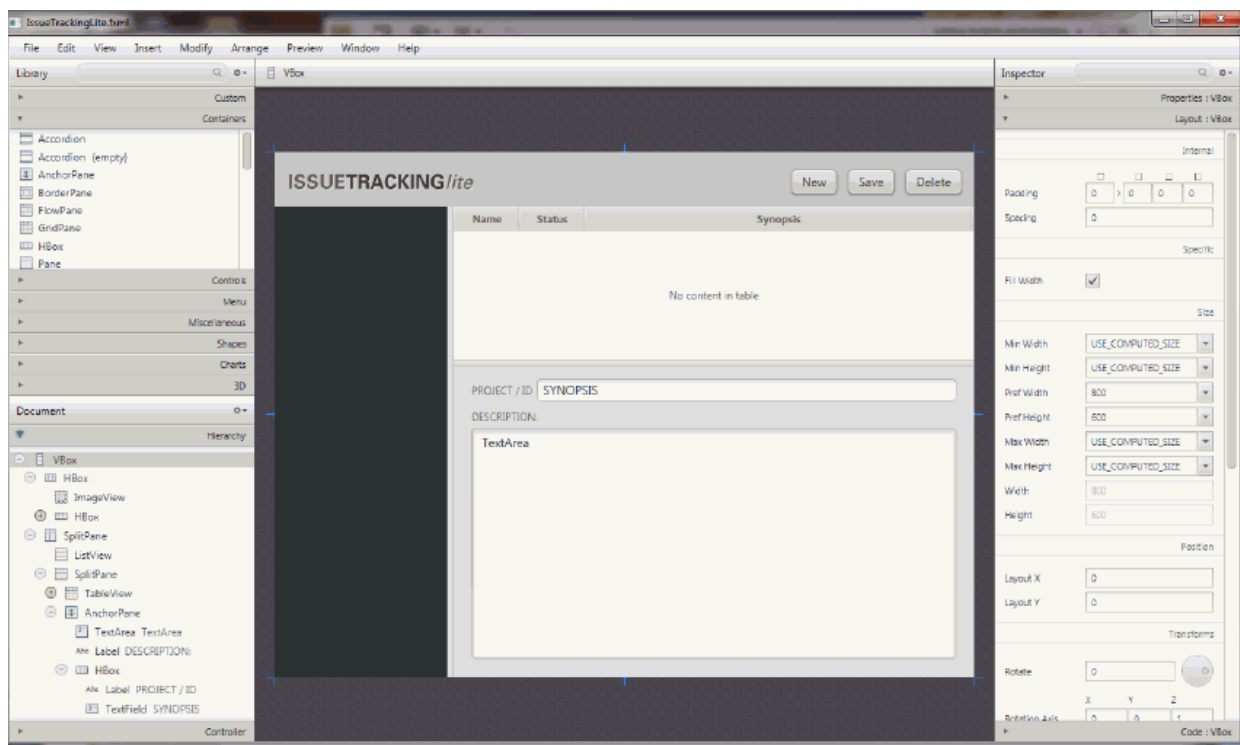 IssueTrackingLite.fxml
File Edit View Insert Modify Arrange Preview Window Help
Library
Custom
Containers
Accordion
Accordion (empty)
AnchorPane
BorderPane
FlowPane
GridPane
HBox
Pane
Controls
Menu
Miscellaneous
Shapes
Charts
3D
Document
Hierarchy
VBox
HBox
ImageView
HBox
SplitPane
ListView
SplitPane
TableView
AnchorPane
TextArea TextArea
Abc Label DESCRIPTION:
HBox
Abc Label PROJECT / ID
TextField SYNOPSIS
Controller
VBox
ISSUETRACKINGlite New Save Delete
Name Status Synopsis
No content in table
PROJECT / ID SYNOPSIS
DESCRIPTION:
TextArea
Inspector
Properties : VBox
Layout : VBox
Internal
Padding 0 0 0 0
Spacing 0
Specific
Fill Width
Size
Min Width USE_COMPUTED_SIZE
Min Height USE_COMPUTED_SIZE
Pref Width 800
Pref Height 600
Max Width USE_COMPUTED_SIZE
Max Height USE_COMPUTED_SIZE
Width 800
Height 600
Position
Layout X 0
Layout Y 0
Transforms
Rotate 0
X Y Z
Rotation Axis 0 0 1
Code : VBox